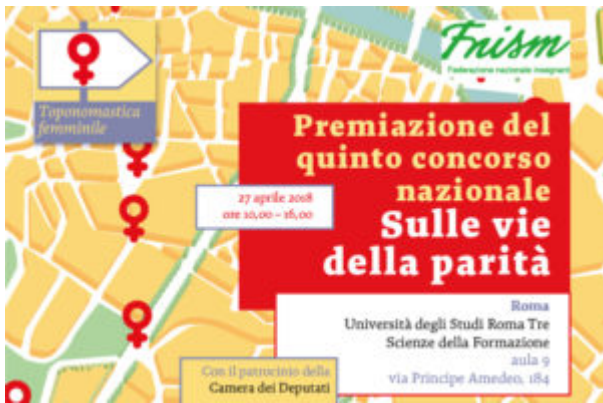 Toponomastica
femminile
Fnism
Federazione nazionale insegnanti
Premiazione del
quinto concorso
nazionale
Sulle vie
della parità
27 aprile 2018
ore 10,00 – 16,00
Roma
Università degli Studi Roma Tre
Scienze della Formazione
aula 9
via Principe Amedeo, 184
Con il patrocinio della
Camera dei Deputati